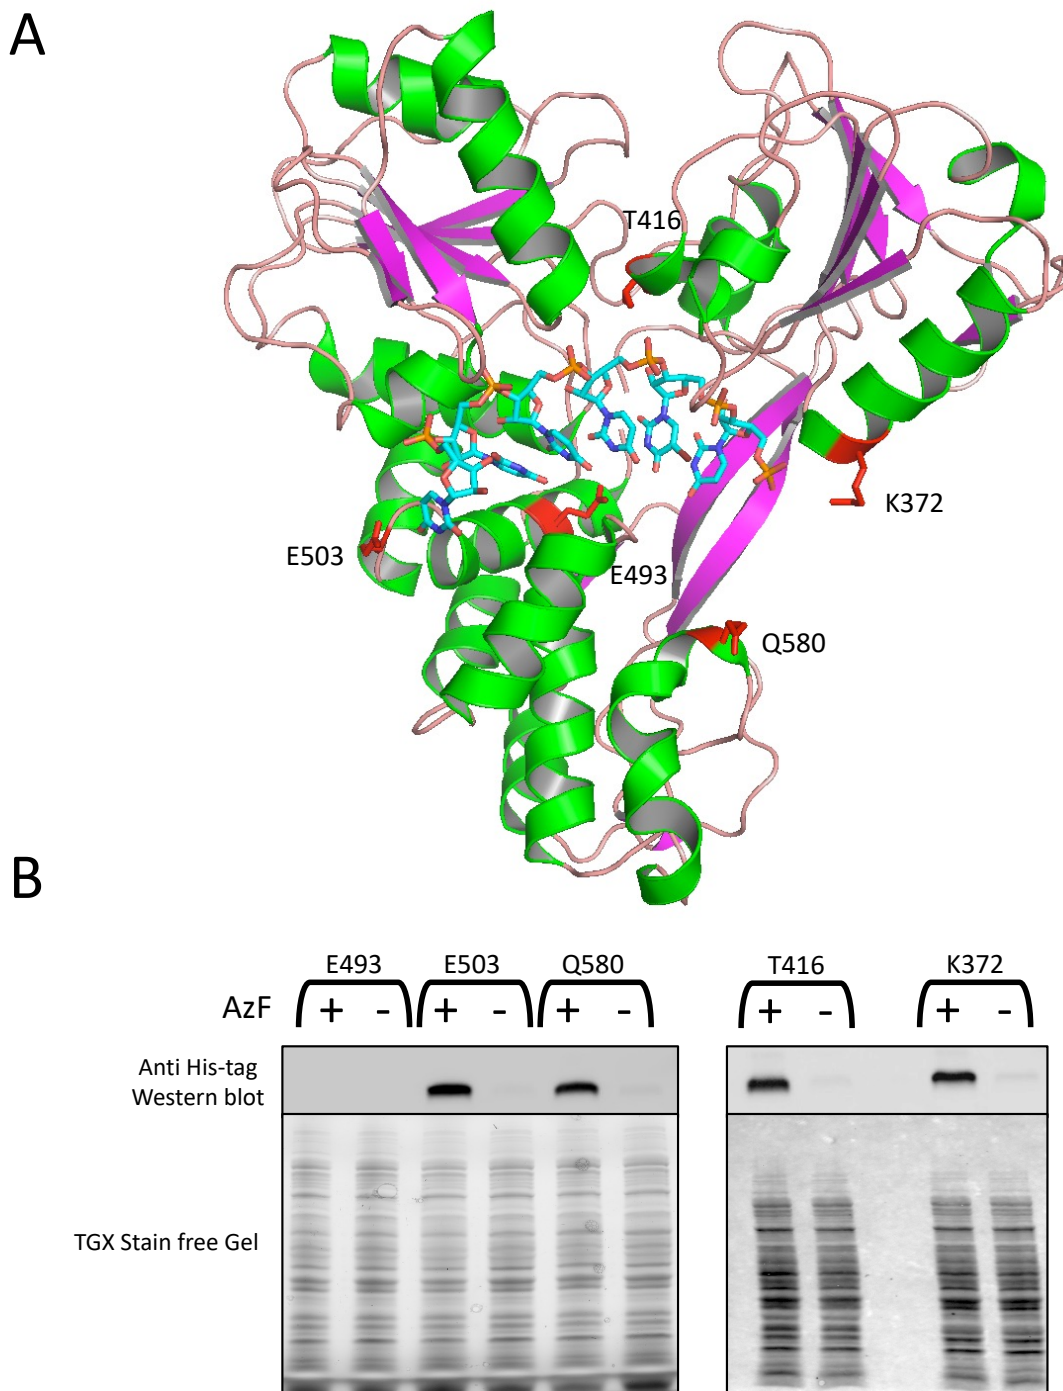 A
T416
K372
E503
E493
Q580
B
E493 E503 Q580 T416 K372
AzF + - + - + - + - + -
Anti His-tag
Western blot
TGX Stain free Gel